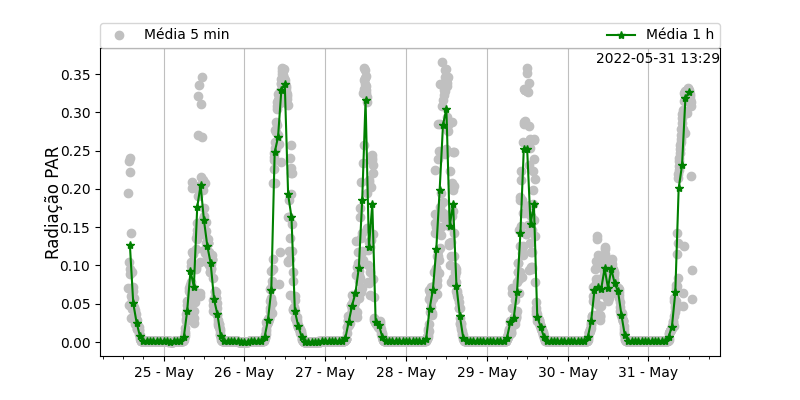 Média 5 min
Média 1 h
2022-05-31 13:29
Radiação PAR
0.35
0.30
0.25
0.20
0.15
0.10
0.05
0.00
25 - May
26 - May
27 - May
28 - May
29 - May
30 - May
31 - May